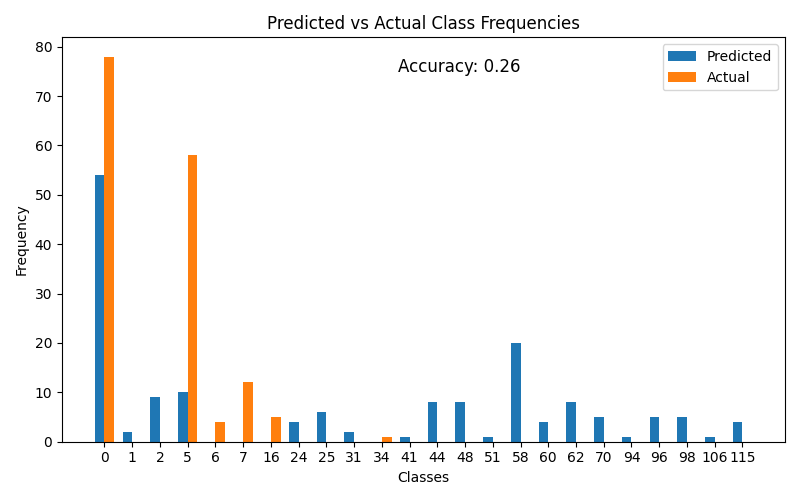 Predicted vs Actual Class Frequencies
Accuracy: 0.26
Predicted
Actual
Frequency
80
70
60
50
40
30
20
10
0
0 1 2 5 6 7 16 24 25 31 34 41 44 48 51 58 60 62 70 94 96 98 106 115
Classes